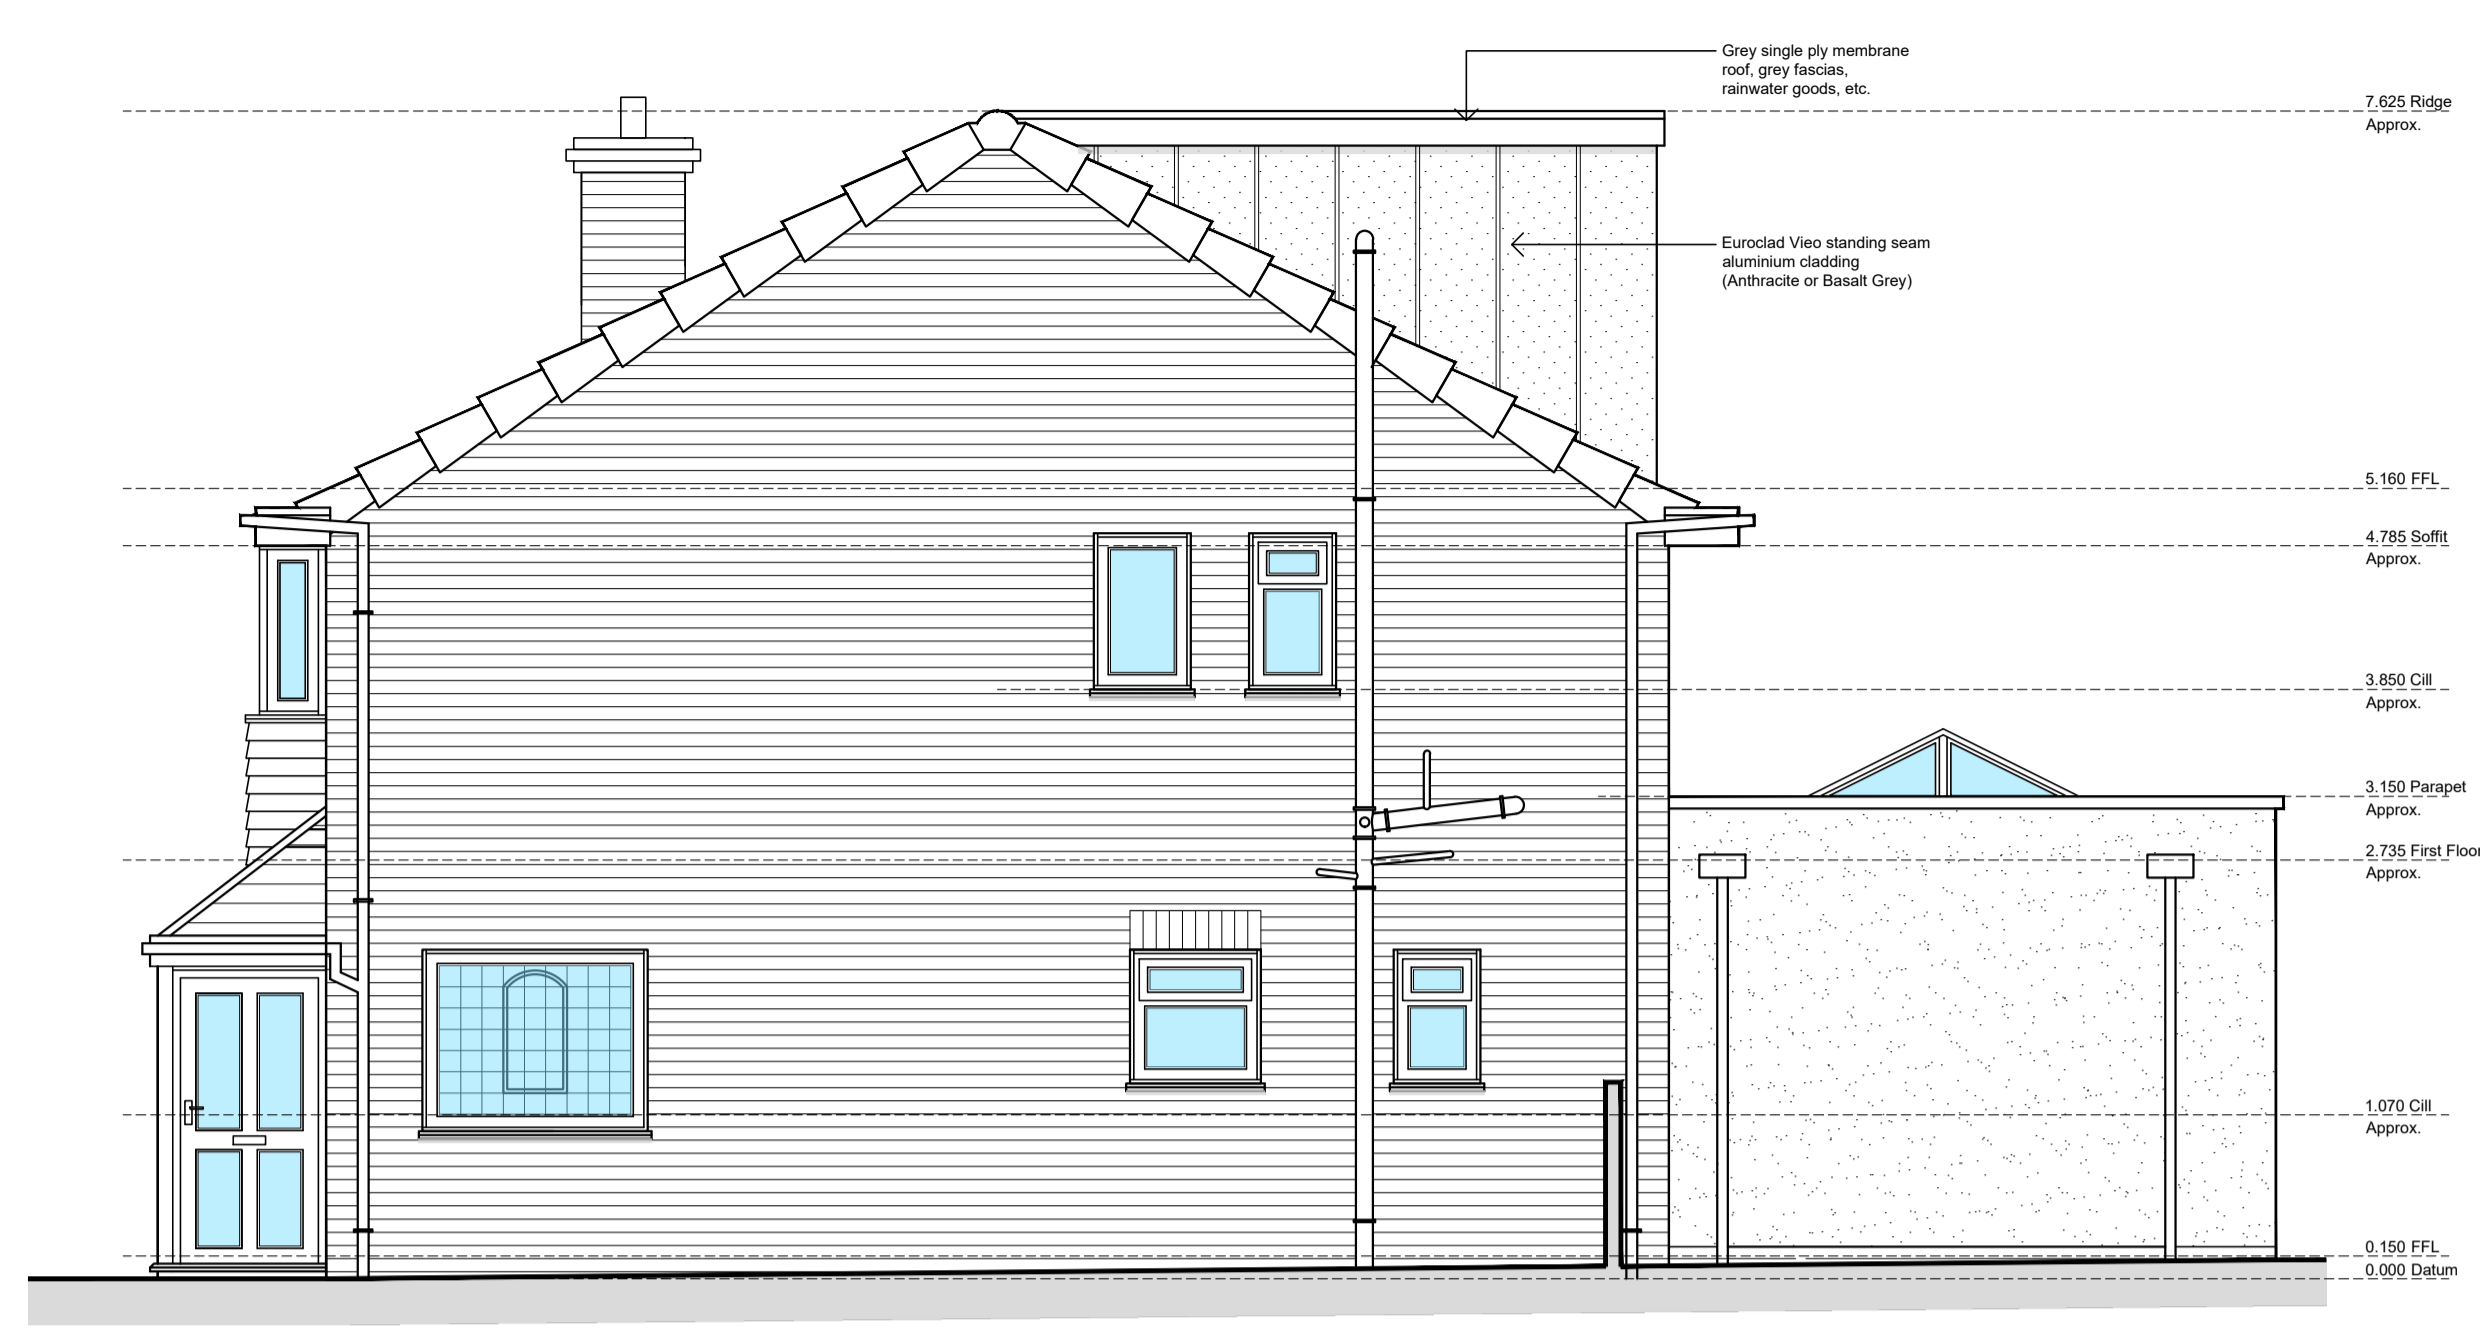 Grey single ply membrane
roof, grey fascias,
rainwater goods, etc.
7.625 Ridge
Approx.
Euroclad Vieo standing seam
aluminium cladding
(Anthracite or Basalt Grey)
5.160 FFL
4.785 Soffit
Approx.
3.850 Cill
Approx.
3.150 Parapet
Approx.
2.735 First Floor
Approx.
1.070 Cill
Approx.
0.150 FFL
0.000 Datum